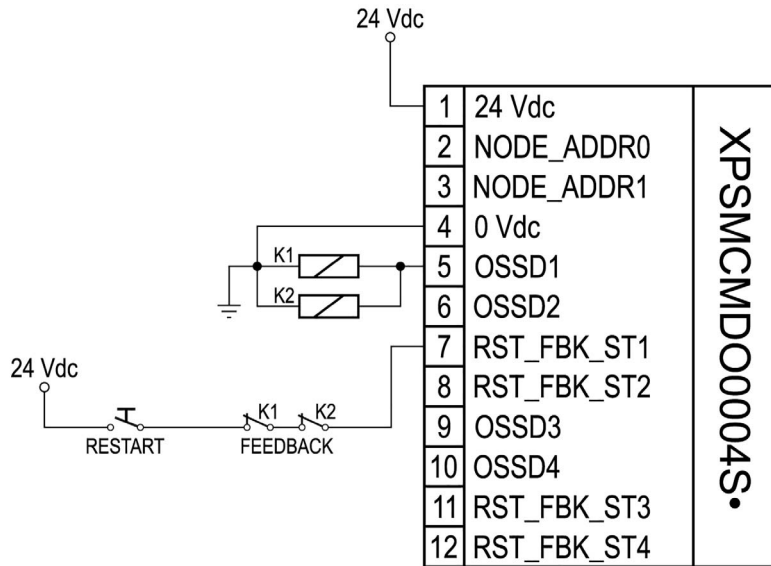 24 Vdc
1 24 Vdc
2 NODE_ADDR0
3 NODE_ADDR1
4 0 Vdc
K1
5 OSSD1
K2
6 OSSD2
7 RST_FBK_ST1
24 Vdc
8 RST_FBK_ST2
K1 K2
9 OSSD3
RESTART FEEDBACK
10 OSSD4
11 RST_FBK_ST3
12 RST_FBK_ST4
XPSMCMDO0004S•